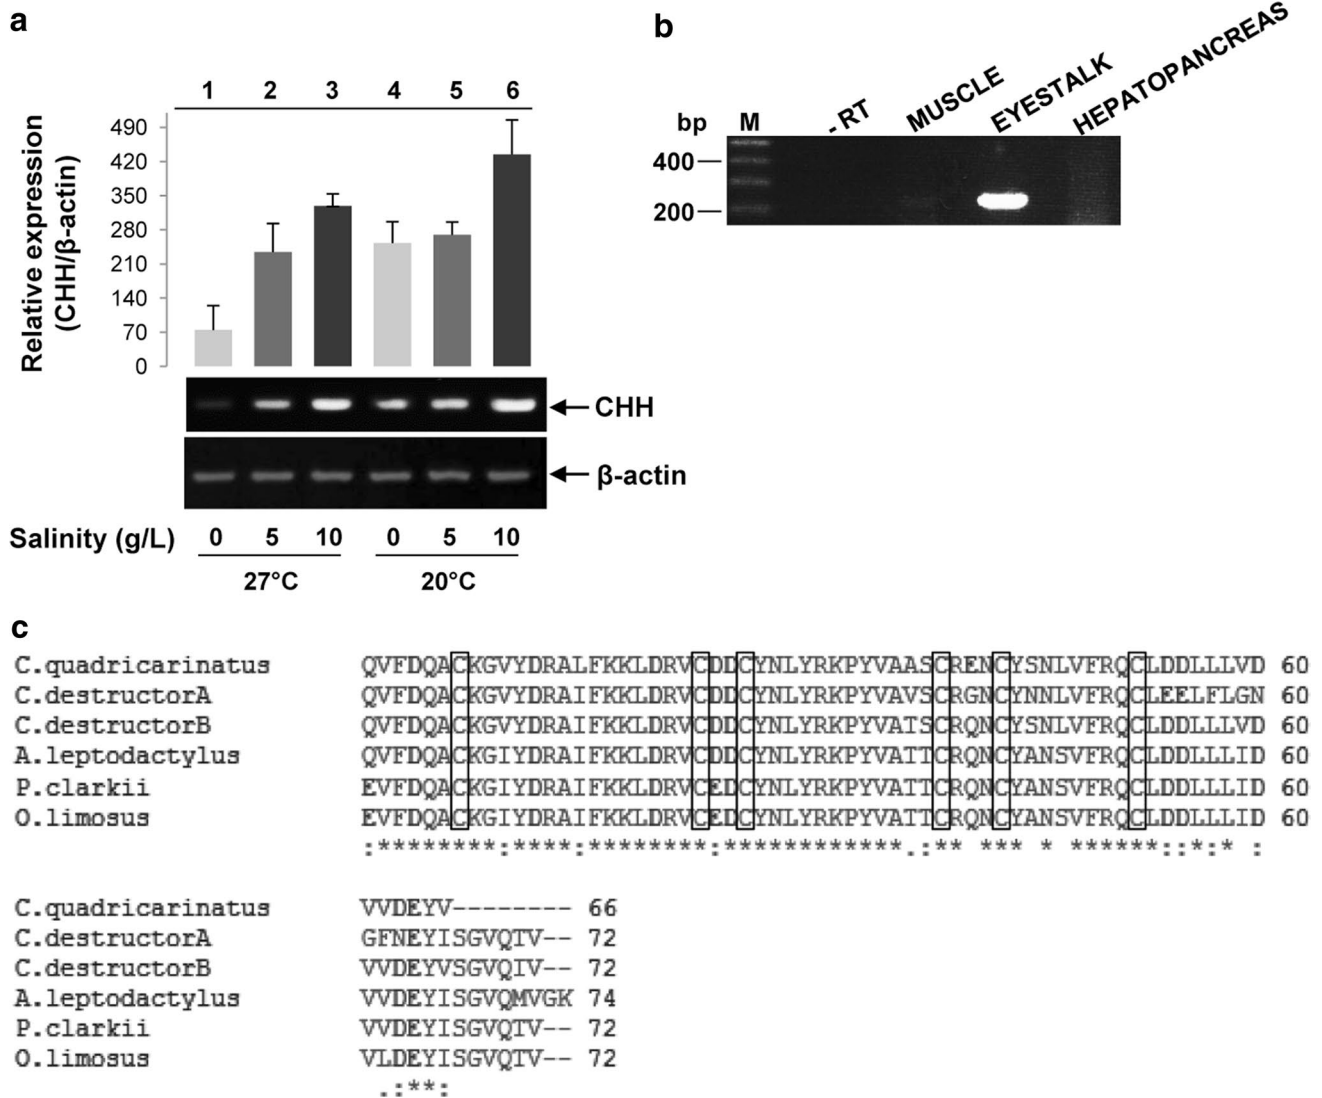 a
1 2 3 4 5 6
Relative expression
(CHH/β-actin)
490
420
350
280
210
140
70
0
CHH
β-actin
Salinity (g/L) 0 5 10 0 5 10
27°C 20°C
b
bp M - RT MUSCLE EYESTALK HEPATOPANCREAS
400
200
c
C.quadricarinatus QVFDQACKGVYDRALFKKLDRVCDDCYNLYRKPYVAASCRENCYSNLVFRQCLDDLLLVD 60
C.destructorA QVFDQACKGVYDRAIFKKLDRVCDDCYNLYRKPYVAVSCRGNCYNNLVFRQCLEELFLGN 60
C.destructorB QVFDQACKGVYDRAIFKKLDRVCDDCYNLYRKPYVATSCRQNCYSNLVFRQCLDDLLLVD 60
A.leptodactylus QVFDQACKGIYDRAIFKKLDRVCDDCYNLYRKPYVATTCRQNCYANSVFRQCLDDLLLID 60
P.clarkii EVFDQACKGIYDRAIFKKLDRVCEDCYNLYRKPYVATTCRQNCYANSVFRQCLDDLLLID 60
O.limosus EVFDQACKGIYDRAIFKKLDRVCEDCYNLYRKPYVATTCRQNCYANSVFRQCLDDLLLID 60
:********:****:********:************.:** *** * ******::*:* :
C.quadricarinatus VVDEYV-------- 66
C.destructorA GFNEYISGVQTV-- 72
C.destructorB VVDEYVSGVQIV-- 72
A.leptodactylus VVDEYISGVQMVGK 74
P.clarkii VVDEYISGVQTV-- 72
O.limosus VLDEYISGVQTV-- 72
.:**: